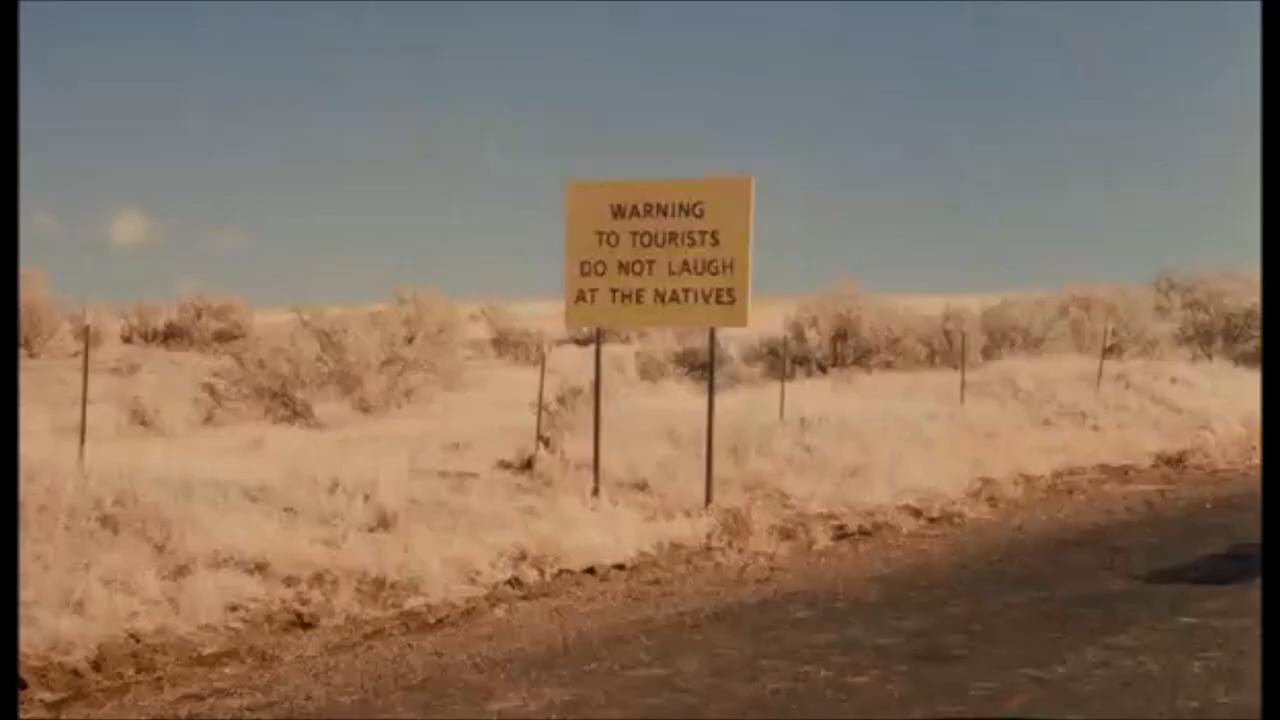 WARNING
TO TOURISTS
DO NOT LAUGH
AT THE NATIVES